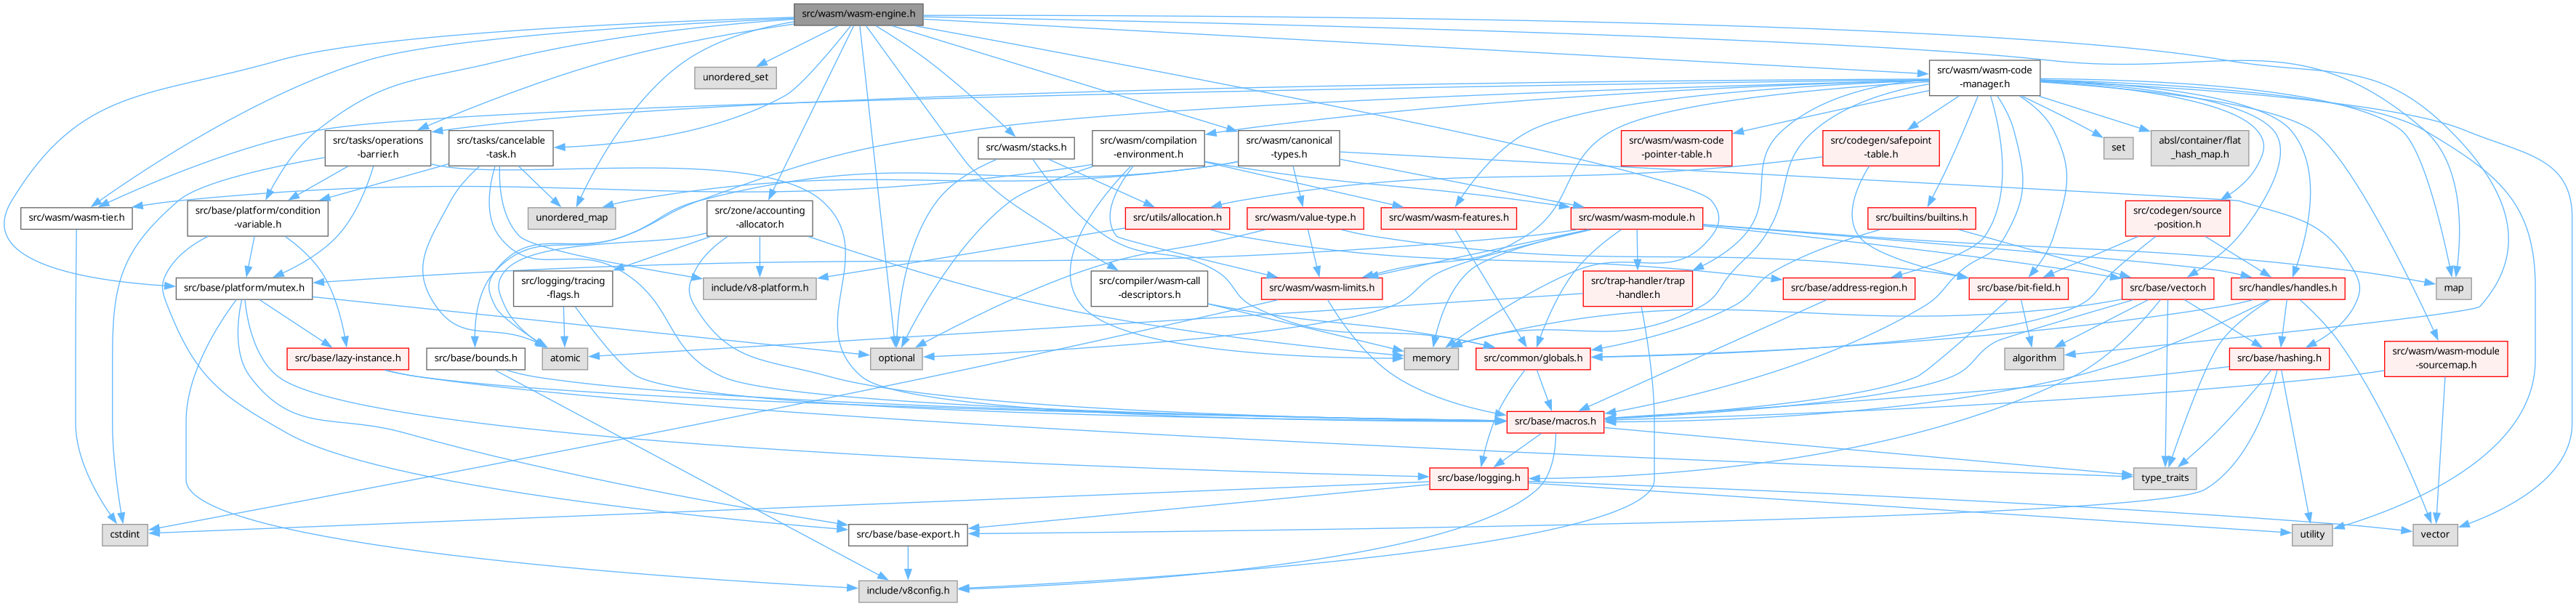 src/wasm/wasm-engine.h
unordered_set
src/wasm/wasm-code
-manager.h
src/tasks/operations
-barrier.h
src/tasks/cancelable
-task.h
src/wasm/stacks.h
src/wasm/compilation
-environment.h
src/wasm/canonical
-types.h
src/wasm/wasm-code
-pointer-table.h
src/codegen/safepoint
-table.h
set
absl/container/flat
_hash_map.h
src/wasm/wasm-tier.h
src/base/platform/condition
-variable.h
unordered_map
src/zone/accounting
-allocator.h
src/utils/allocation.h
src/wasm/value-type.h
src/wasm/wasm-features.h
src/wasm/wasm-module.h
src/builtins/builtins.h
src/codegen/source
-position.h
src/base/platform/mutex.h
src/logging/tracing
-flags.h
include/v8-platform.h
src/compiler/wasm-call
-descriptors.h
src/wasm/wasm-limits.h
src/trap-handler/trap
-handler.h
src/base/address-region.h
src/base/bit-field.h
src/base/vector.h
src/handles/handles.h
map
src/base/lazy-instance.h
src/base/bounds.h
atomic
optional
memory
src/common/globals.h
algorithm
src/base/hashing.h
src/wasm/wasm-module
-sourcemap.h
src/base/macros.h
src/base/logging.h
type_traits
cstdint
src/base/base-export.h
utility
vector
include/v8config.h